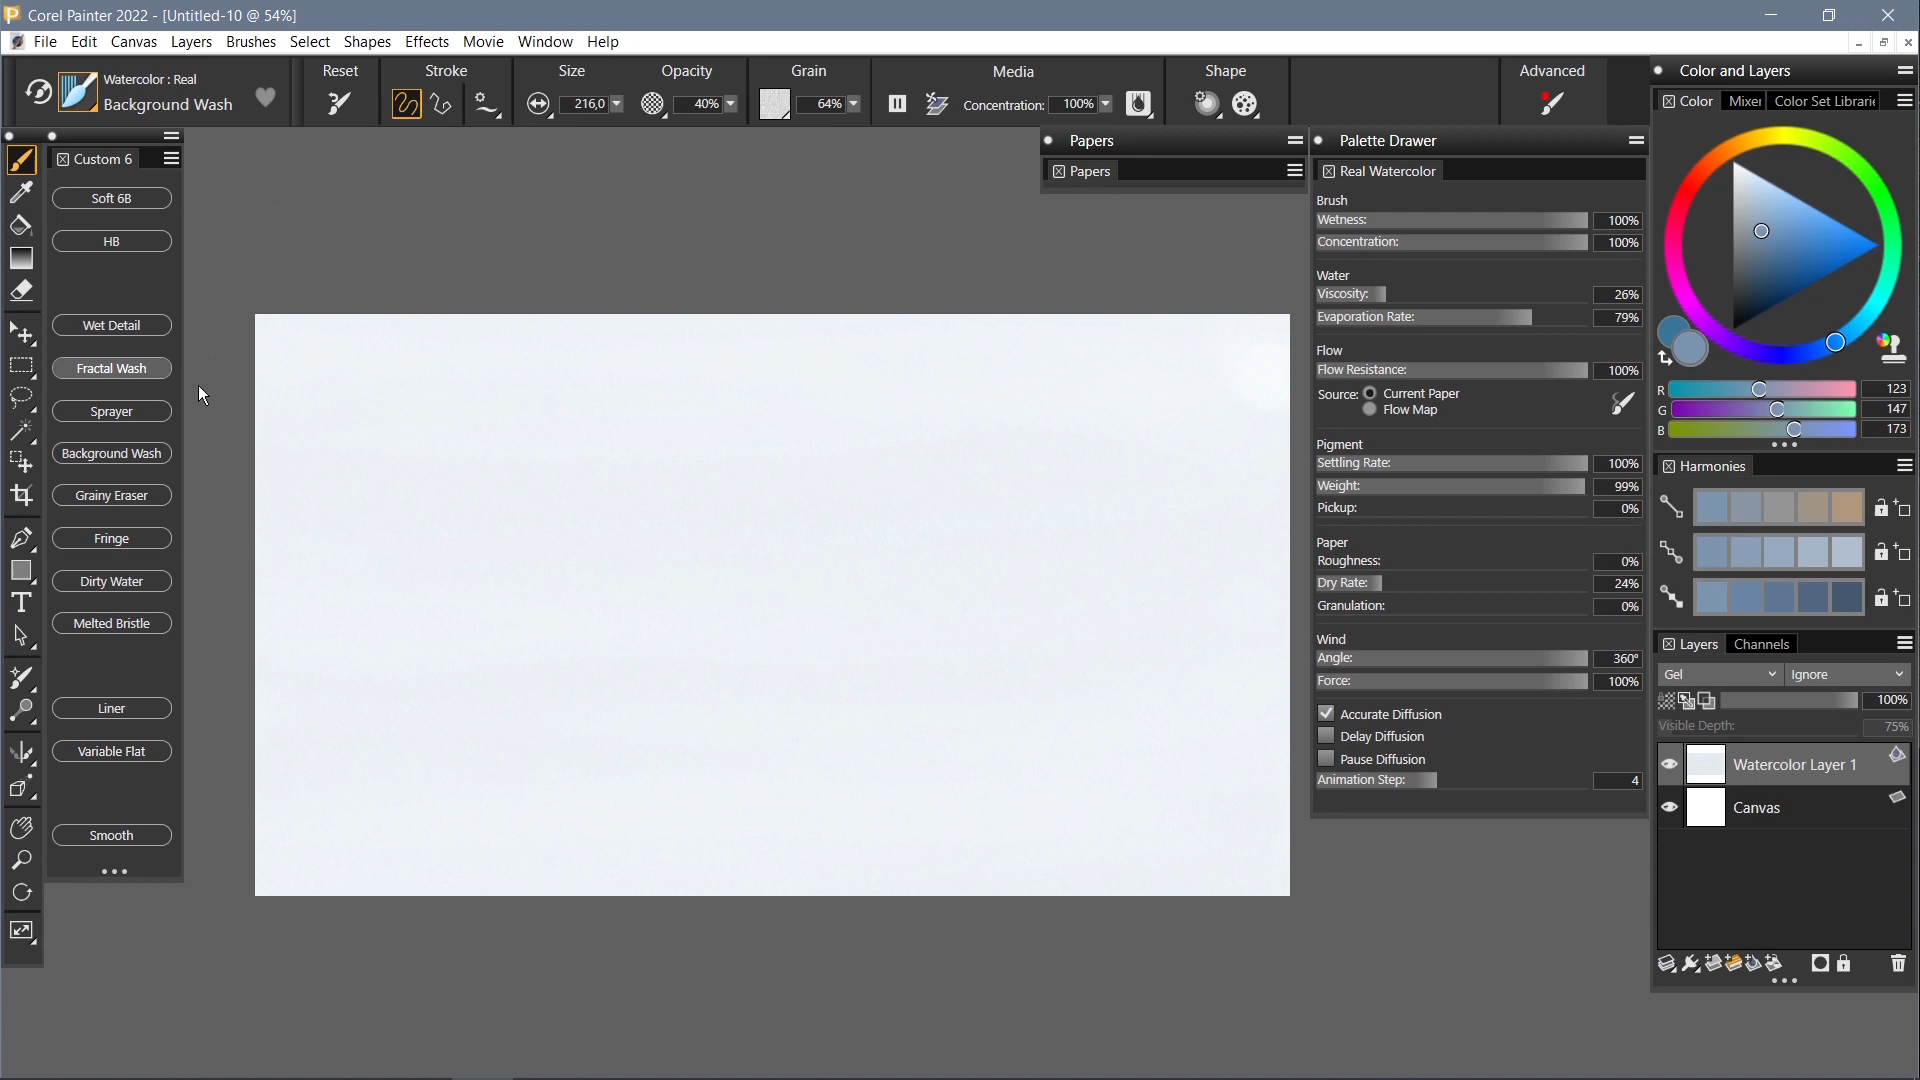 Corel Painter 2022 - [Untitled-10 @ 54%]
File Edit Canvas Layers Brushes Select Shapes Effects Movie Window Help
Watercolor : Real
Background Wash
Reset
Stroke
Size
216,0
Opacity
40%
Grain
64%
Media
Concentration: 100%
Shape
Advanced
Custom 6
Soft 6B
HB
Wet Detail
Fractal Wash
Sprayer
Background Wash
Grainy Eraser
Fringe
Dirty Water
Melted Bristle
Liner
Variable Flat
Smooth
Papers
Papers
Palette Drawer
Real Watercolor
Brush
Wetness: 100%
Concentration: 100%
Water
Viscosity: 26%
Evaporation Rate: 79%
Flow
Flow Resistance: 100%
Source: Current Paper
Flow Map
Pigment
Settling Rate: 100%
Weight: 99%
Pickup: 0%
Paper
Roughness: 0%
Dry Rate: 24%
Granulation: 0%
Wind
Angle: 360°
Force: 100%
Accurate Diffusion
Delay Diffusion
Pause Diffusion
Animation Step: 4
Color and Layers
Color Mixer Color Set Librarie
R 123
G 147
B 173
Harmonies
Layers Channels
Gel Ignore
100%
Visible Depth: 75%
Watercolor Layer 1
Canvas